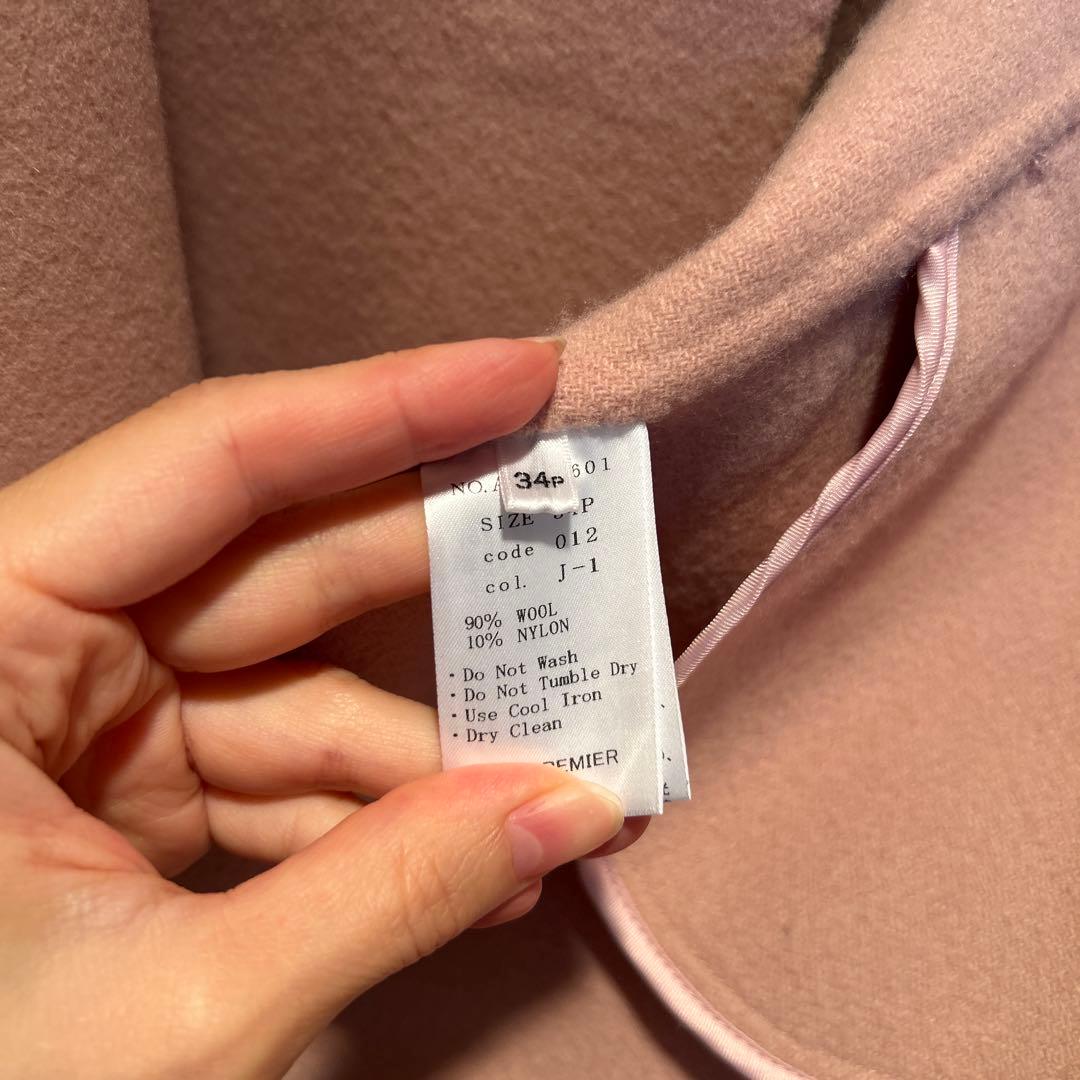 34P
NO. 601
SIZE
code 012
col. J-1
90% WOOL
10% NYLON
・Do Not Wash
・Do Not Tumble Dry
・Use Cool Iron
・Dry Clean